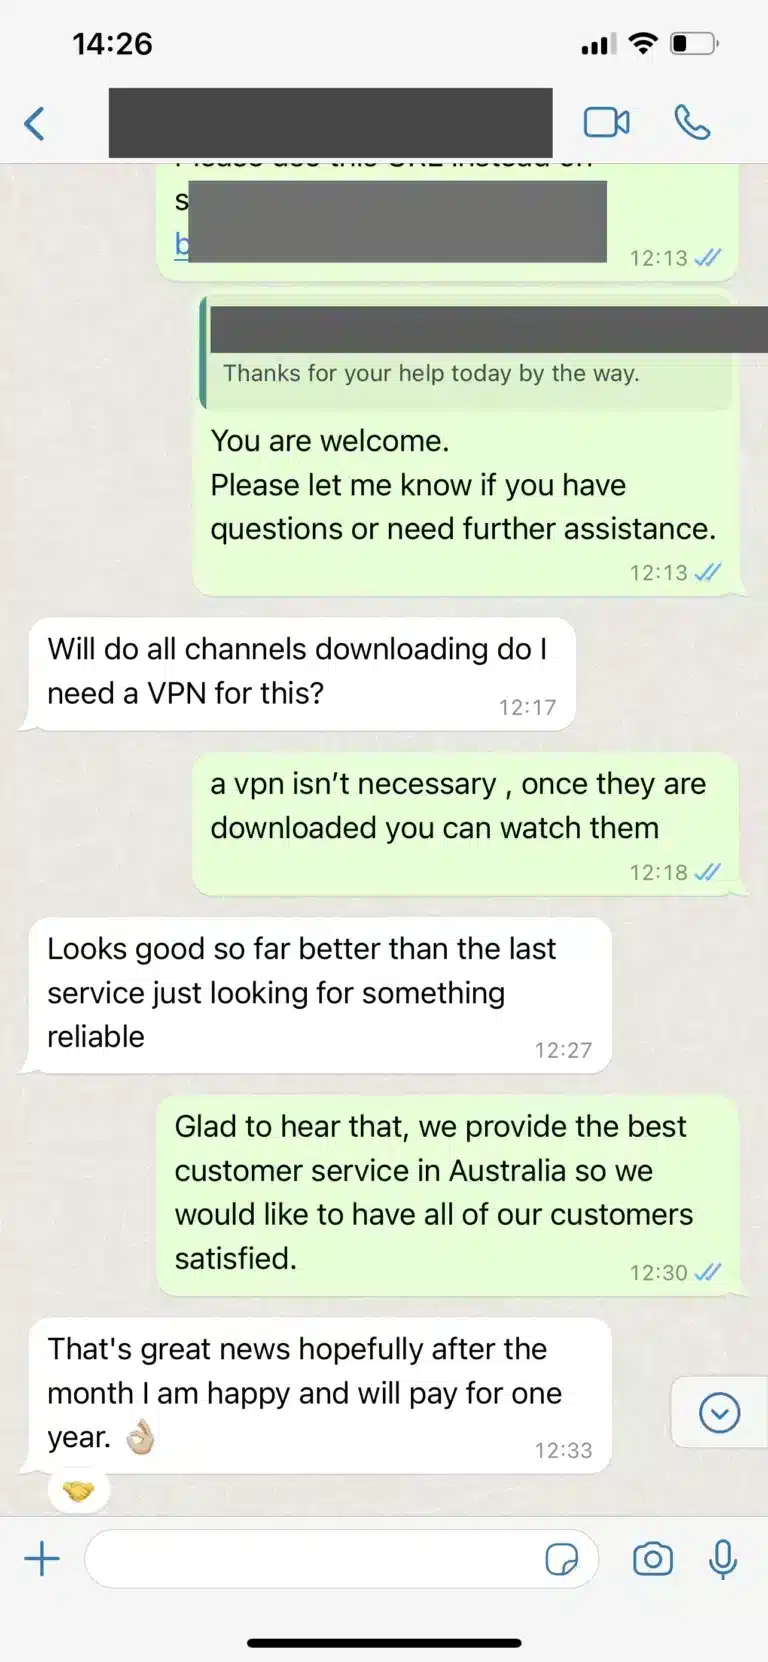 14:26
s
b
12:13
Thanks for your help today by the way.
You are welcome.
Please let me know if you have
questions or need further assistance.
12:13
Will do all channels downloading do I
need a VPN for this?
12:17
a vpn isn’t necessary , once they are
downloaded you can watch them
12:18
Looks good so far better than the last
service just looking for something
reliable
12:27
Glad to hear that, we provide the best
customer service in Australia so we
would like to have all of our customers
satisfied.
12:30
That's great news hopefully after the
month I am happy and will pay for one
year. 👌🏼
12:33
🤝